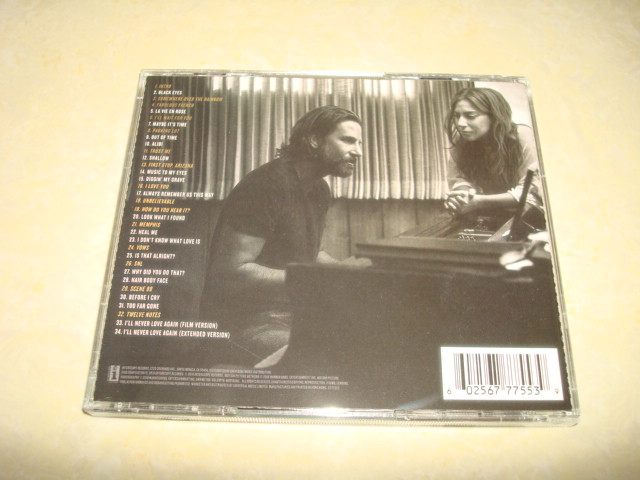 1. INTRO
2. BLACK EYES
3. SOMEWHERE OVER THE RAINBOW
4. FABULOUS FRENCH
5. LA VIE EN ROSE
6. I'LL WAIT FOR YOU
7. MAYBE IT'S TIME
8. PARKING LOT
9. OUT OF TIME
10. ALIBI
11. TRUST ME
12. SHALLOW
13. FIRST STOP, ARIZONA
14. MUSIC TO MY EYES
15. DIGGIN' MY GRAVE
16. I LOVE YOU
17. ALWAYS REMEMBER US THIS WAY
18. UNBELIEVABLE
19. HOW DO YOU HEAR IT?
20. LOOK WHAT I FOUND
21. MEMPHIS
22. HEAL ME
23. I DON'T KNOW WHAT LOVE IS
24. VOWS
25. IS THAT ALRIGHT?
26. SNL
27. WHY DID YOU DO THAT?
28. HAIR BODY FACE
29. SCENE 98
30. BEFORE I CRY
31. TOO FAR GONE
32. TWELVE NOTES
33. I'LL NEVER LOVE AGAIN (FILM VERSION)
34. I'LL NEVER LOVE AGAIN (EXTENDED VERSION)
6 02567 77553 9